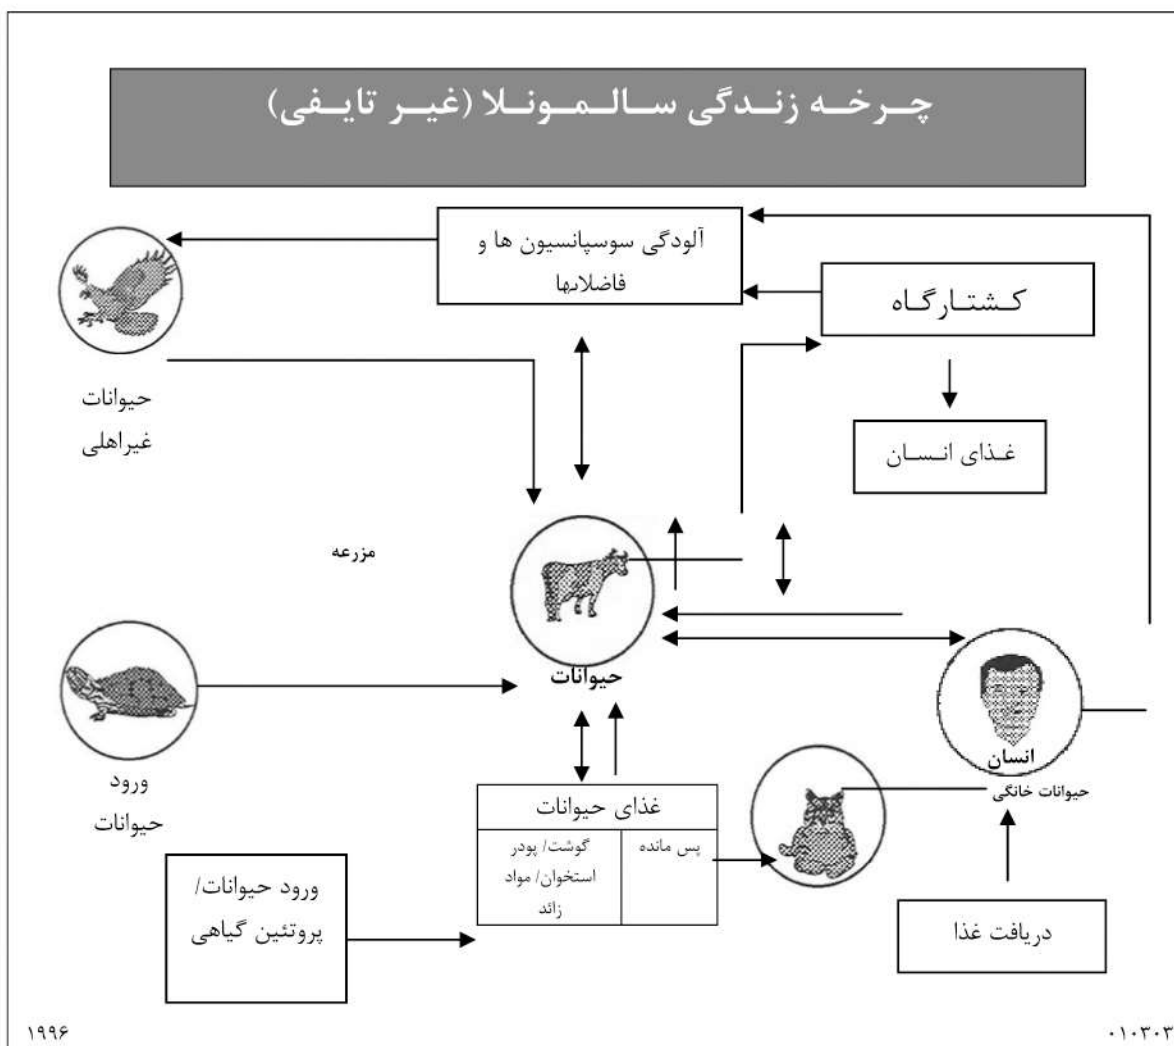 چرخه زندگی سالمونلا (غیر تایفی)
آلودگی سوسپانسیون ها و
فاضلابها
کشتارگاه
حیوانات
غیراهلی
غذای انسان
مزرعه
حیوانات
انسان
حیوانات خانگی
ورود
حیوانات
غذای حیوانات
گوشت/ پودر
استخوان/ مواد
زائد
پس مانده
ورود حیوانات/
پروتئین گیاهی
دریافت غذا
۱۹۹۶
۰۱۰۳۰۳